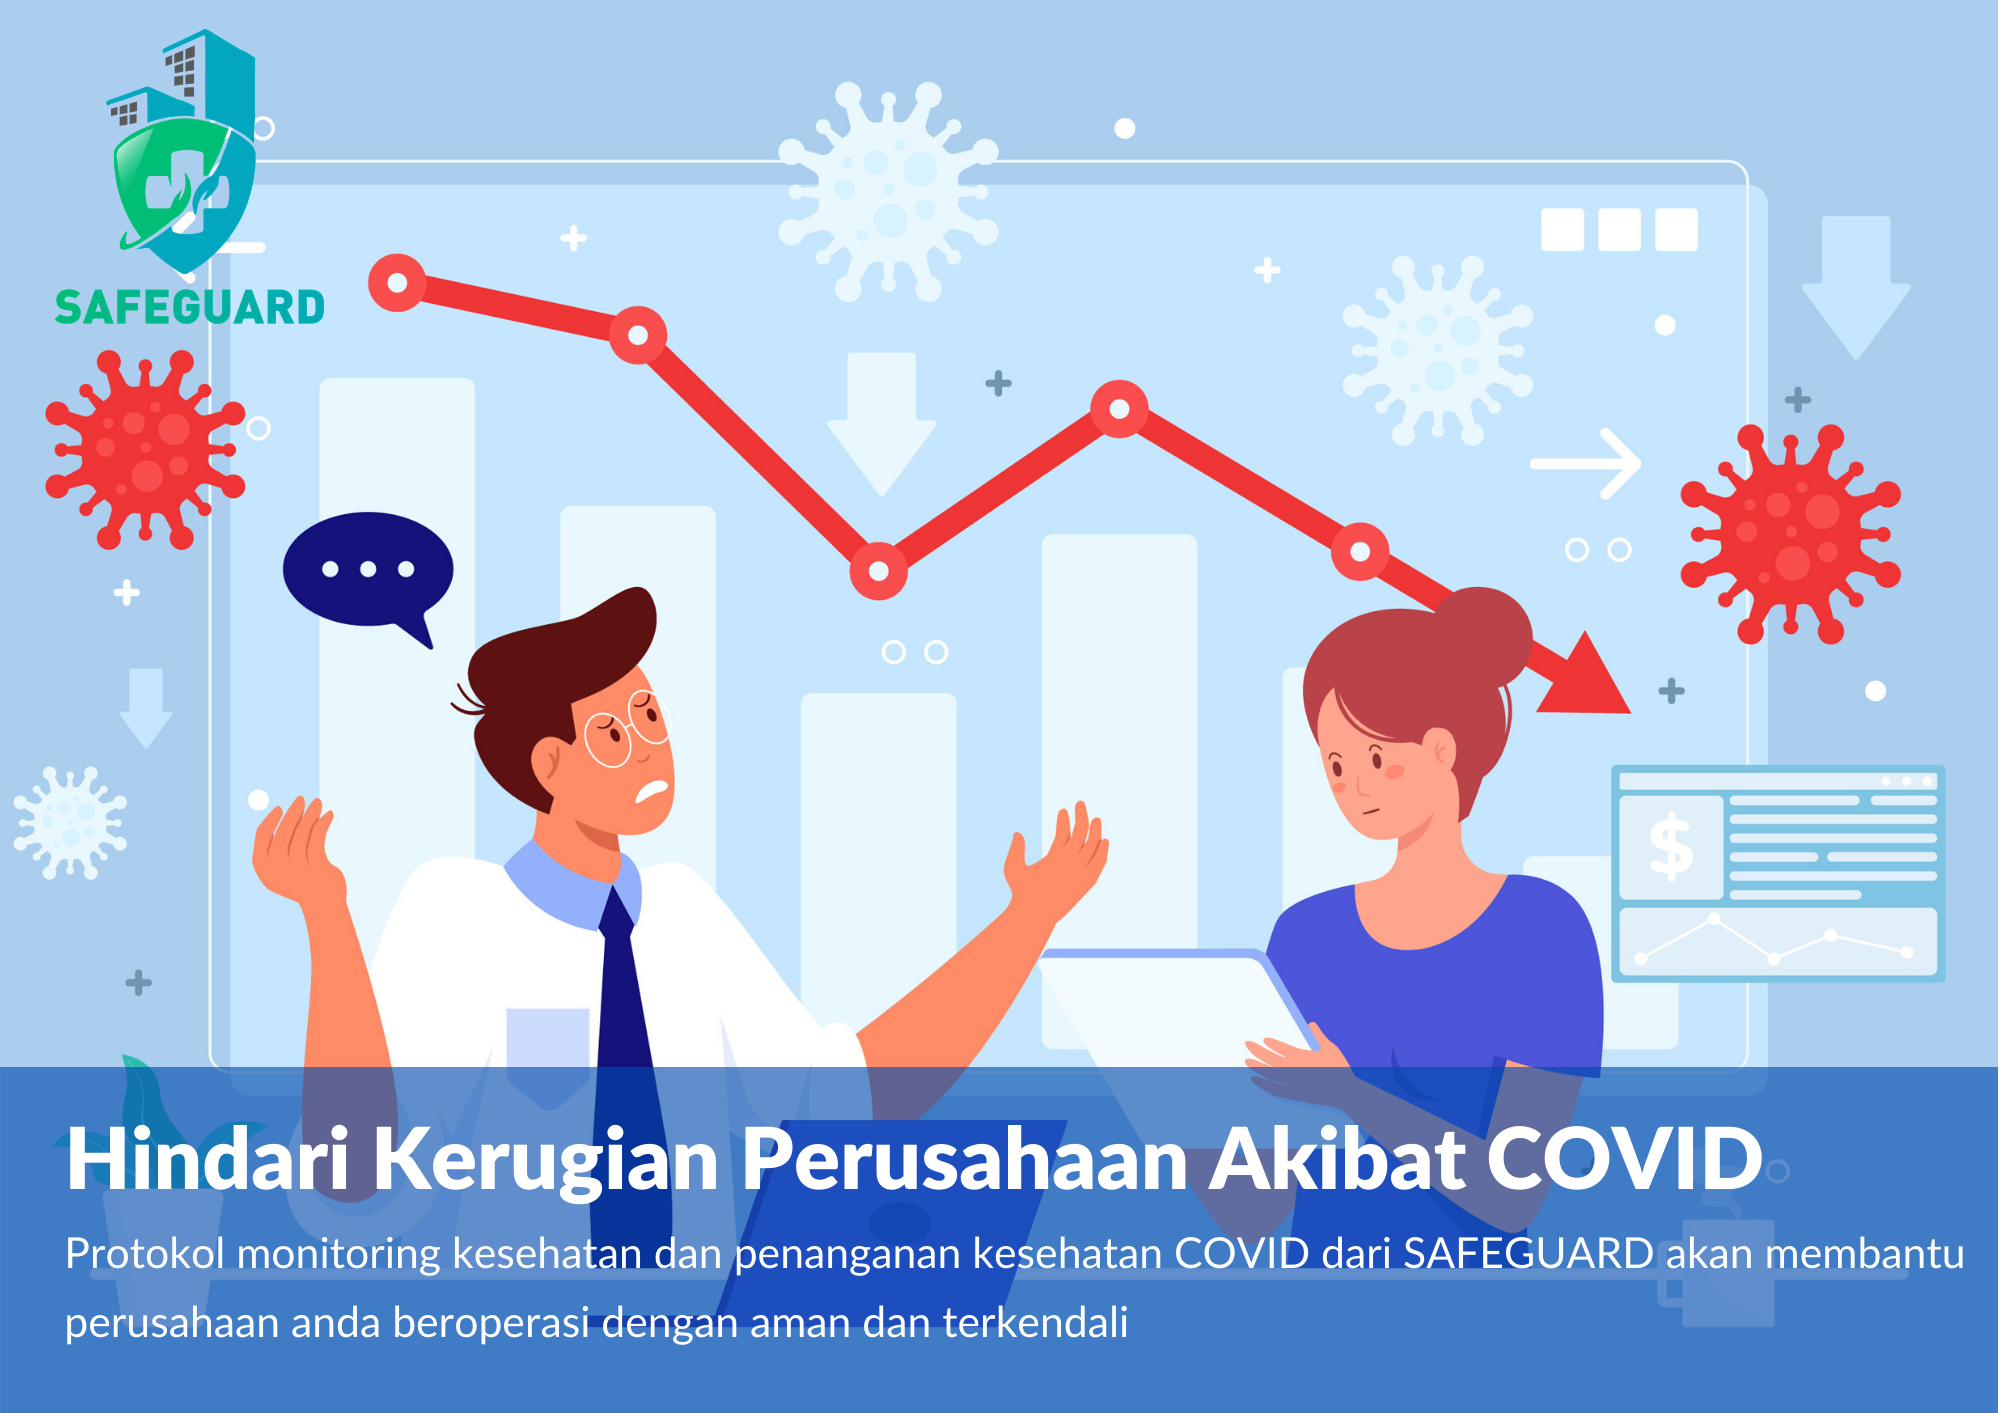 SAFEGUARD
$
Hindari Kerugian Perusahaan Akibat COVID
Protokol monitoring kesehatan dan penanganan kesehatan COVID dari SAFEGUARD akan membantu
perusahaan anda beroperasi dengan aman dan terkendali